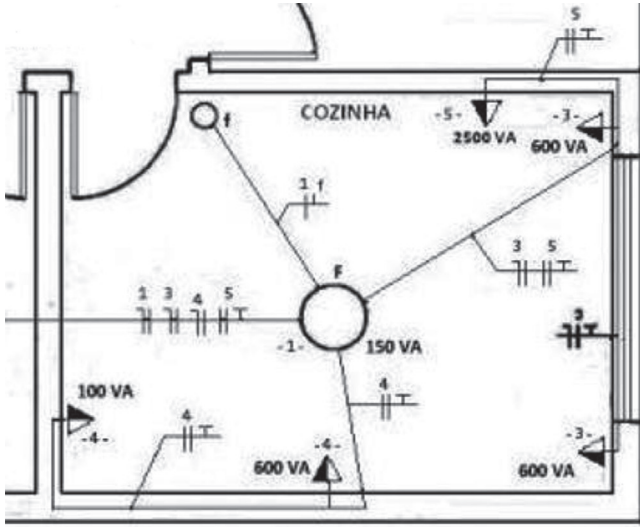 5
COZINHA
f
-5-
2500 VA
-3-
600 VA
1 f
3 5
F
1 3 4 5
-1-
150 VA
3
100 VA
-4-
4
4
-4-
600 VA
-3-
600 VA